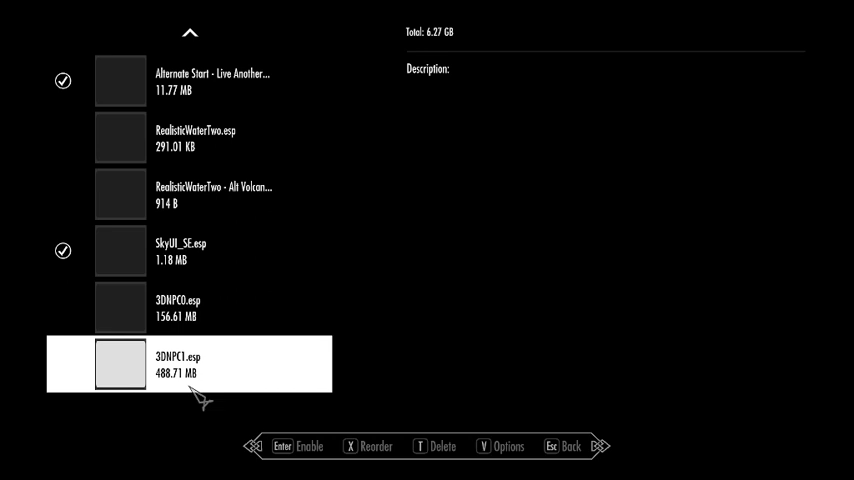 Total: 6.27 GB
Description:
Alternate Start - Live Another...
11.77 MB
RealisticWaterTwo.esp
291.01 KB
RealisticWaterTwo - Alt Volcan...
914 B
SkyUI_SE.esp
1.18 MB
3DNPC0.esp
156.61 MB
3DNPC1.esp
488.71 MB
Enter Enable X Reorder T Delete V Options Esc Back